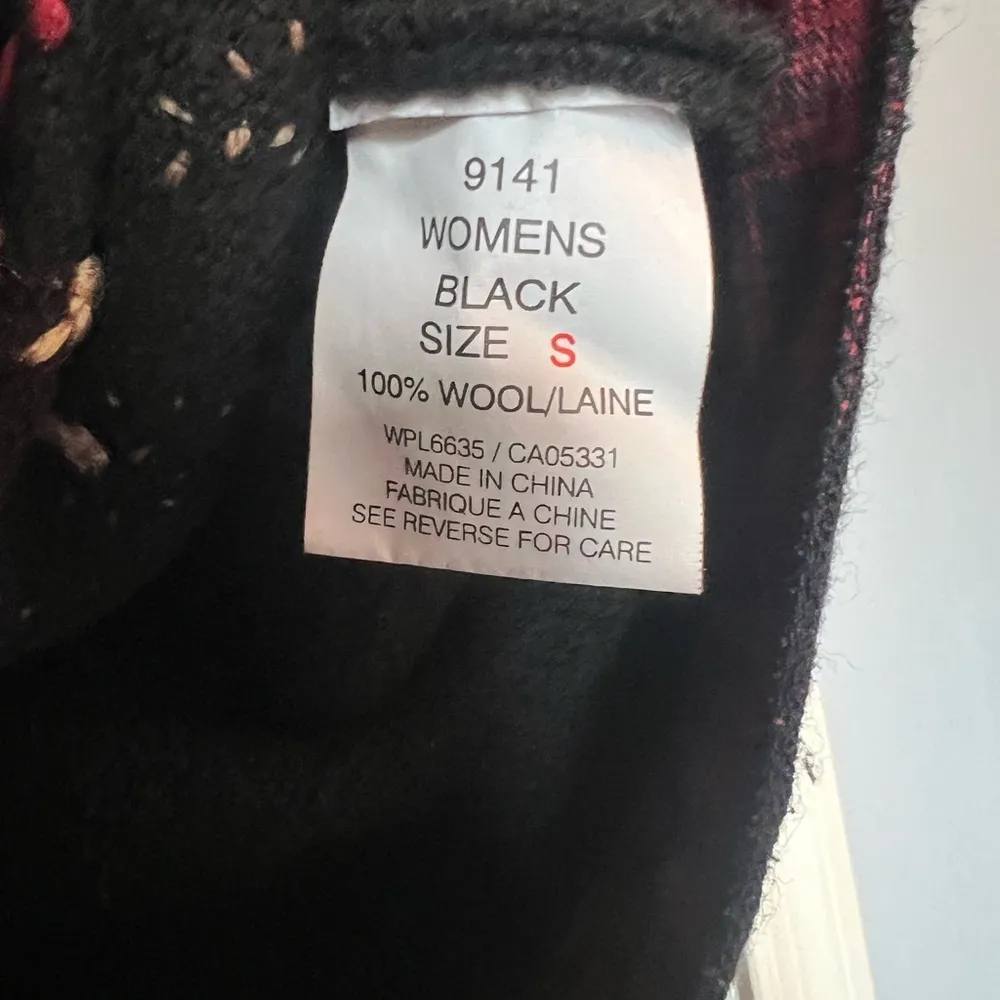 9141
WOMENS
BLACK
SIZE S
100% WOOL/LAINE
WPL6635 / CA05331
MADE IN CHINA
FABRIQUE A CHINE
SEE REVERSE FOR CARE